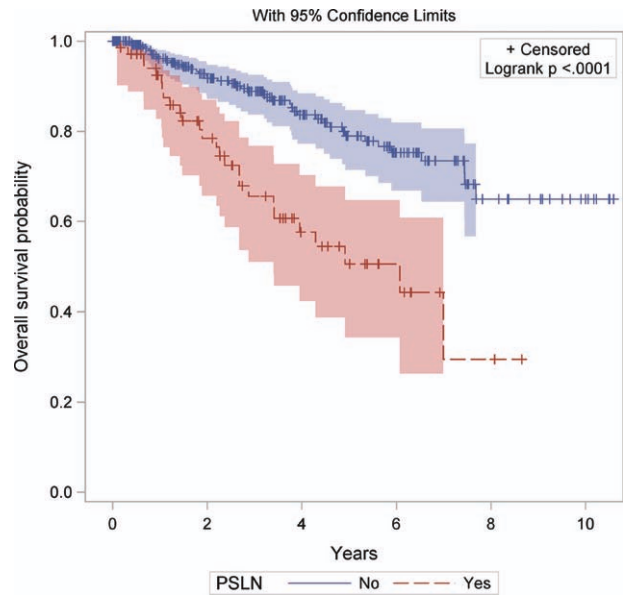 With 95% Confidence Limits
1.0
+ Censored
Logrank p <.0001
0.8
0.6
0.4
0.2
0.0
Overall survival probability
0 2 4 6 8 10
Years
PSLN No Yes